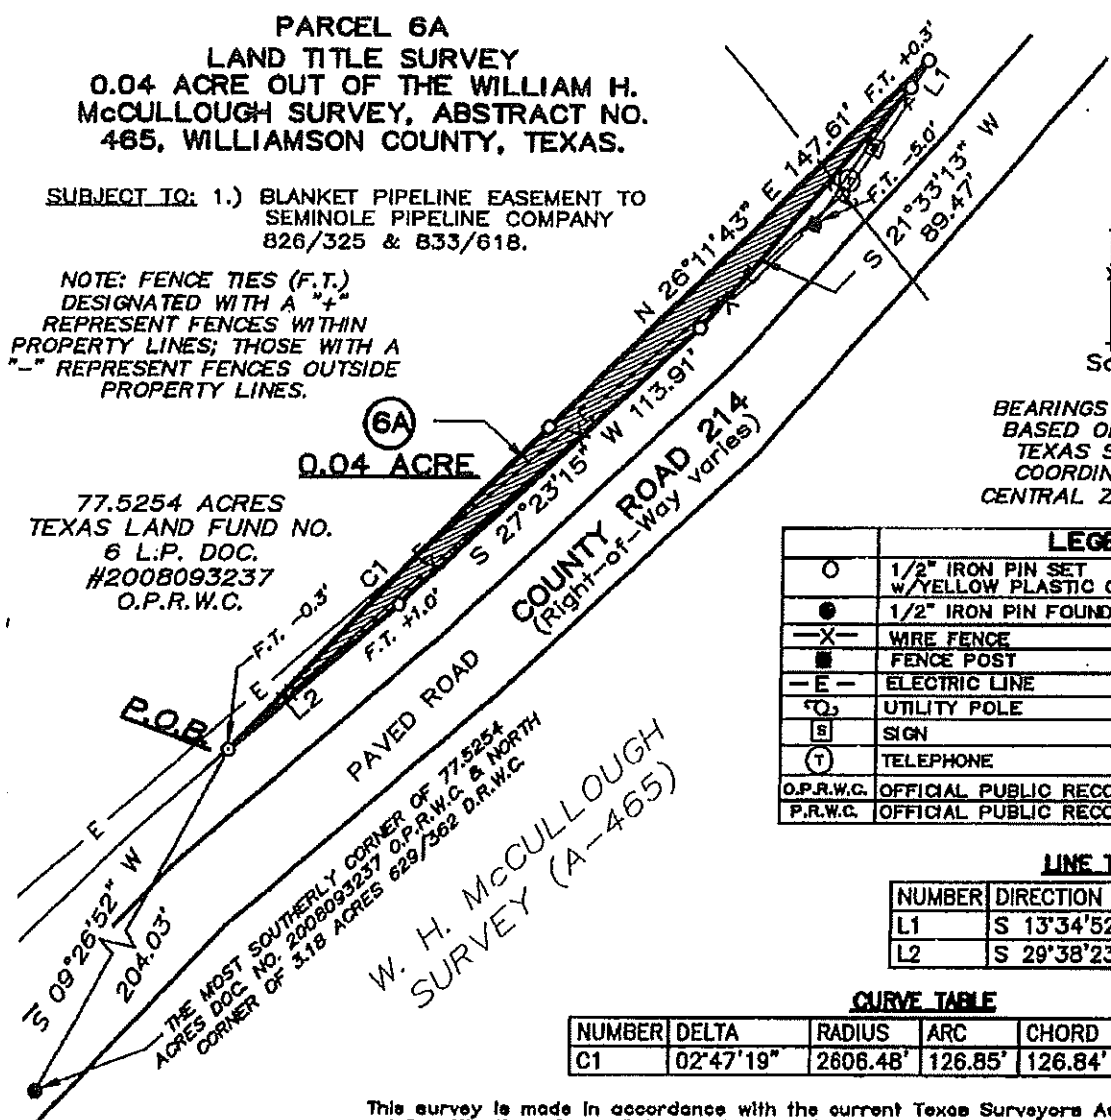 PARCEL 6A
LAND TITLE SURVEY
0.04 ACRE OUT OF THE WILLIAM H.
McCULLOUGH SURVEY, ABSTRACT NO.
465, WILLIAMSON COUNTY, TEXAS.
SUBJECT TO: 1.) BLANKET PIPELINE EASEMENT TO
SEMINOLE PIPELINE COMPANY
826/325 & 833/618.
NOTE: FENCE TIES (F.T.)
DESIGNATED WITH A "+"
REPRESENT FENCES WITHIN
PROPERTY LINES; THOSE WITH A
"-" REPRESENT FENCES OUTSIDE
PROPERTY LINES.
F.T. +0.3'
L1
N 26°11'43" E 147.61'
F.T. -5.0'
S 21°33'13" W
89.47'
6A
0.04 ACRE
S 27°23'15" W 113.91'
77.5254 ACRES
TEXAS LAND FUND NO.
6 L.P. DOC.
#2008093237
O.P.R.W.C.
C1
E
F.T. -0.3'
F.T. +1.0'
E
L2
P.O.B.
E
COUNTY ROAD 214
(Right-of-Way varies)
PAVED ROAD
S 09°26'52" W
204.03'
THE MOST SOUTHERLY CORNER OF 77.5254
ACRES DOC. NO. 2008093237 O.P.R.W.C. & NORTH
CORNER OF 3.18 ACRES 629/362 D.R.W.C.
W. H. McCULLOUGH
SURVEY (A-465)
BEARINGS
BASED
TEXAS
CENTRAL
1/2" IRON PIN SET
w/YELLOW PLASTIC
1/2" IRON PIN FOUND
—X— WIRE FENCE
FENCE POST
— E — ELECTRIC LINE
UTILITY POLE
S SIGN
T TELEPHONE
O.P.R.W.C. OFFICIAL PUBLIC
P.R.W.C. OFFICIAL PUBLIC
LINE
NUMBER DIRECTION
L1 S 13°34'52
L2 S 29°38'23
CURVE TABLE
NUMBER DELTA RADIUS ARC CHORD
C1 02°47'19" 2606.48' 126.85' 126.84'
This survey is made in accordance with the current Texas Surveyors